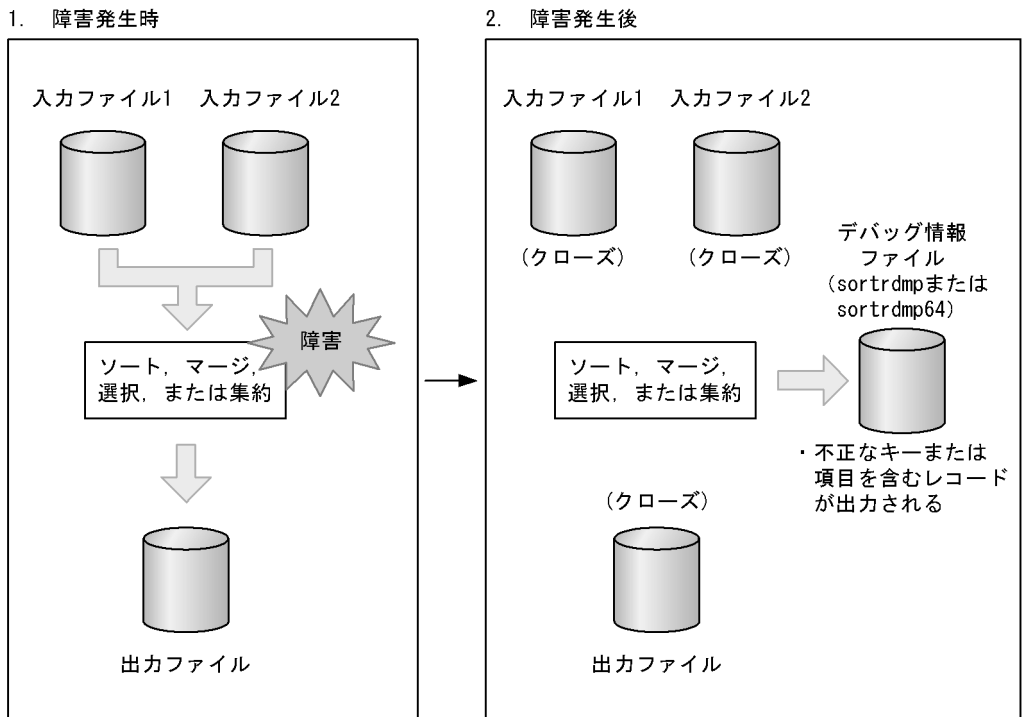 1. 障害発生時
入力ファイル1
入力ファイル2
障害
ソート，マージ，
選択，または集約
出力ファイル
2. 障害発生後
入力ファイル1
入力ファイル2
(クローズ)
(クローズ)
デバッグ情報
ファイル
(sortrdmpまたは
sortrdmp64)
ソート，マージ，
選択，または集約
・不正なキーまたは
項目を含むレコード
が出力される
(クローズ)
出力ファイル